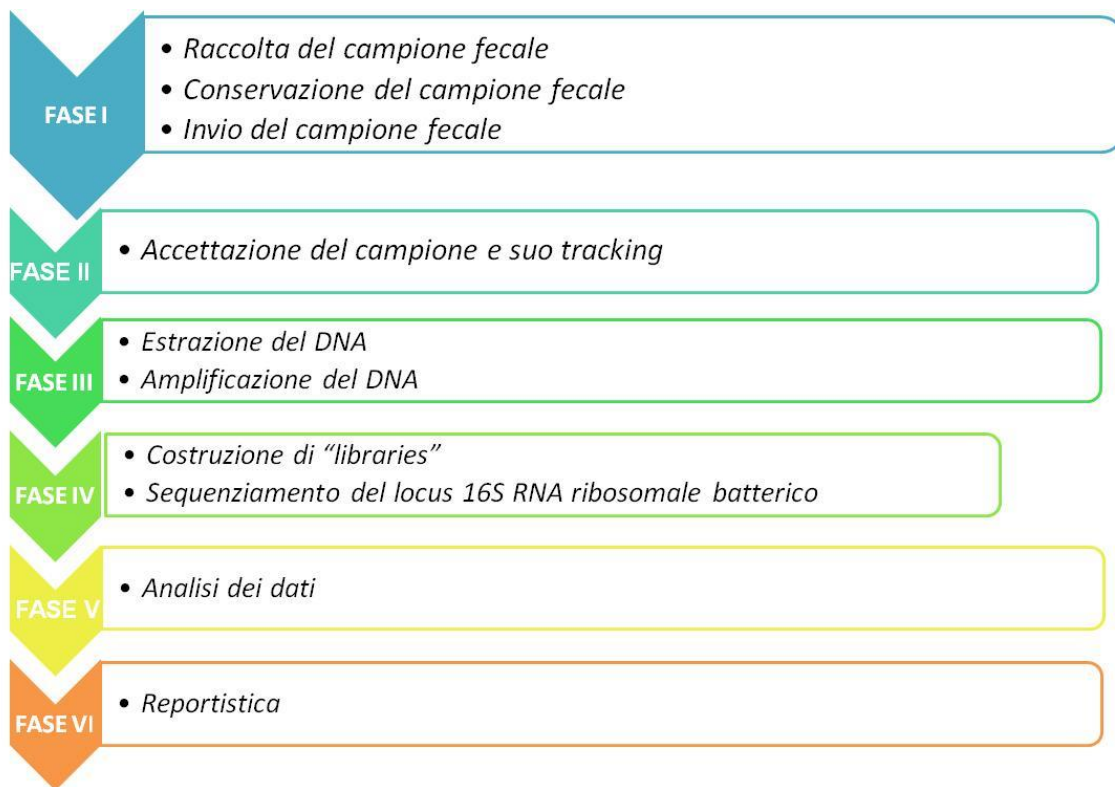 FASE I
• Raccolta del campione fecale
• Conservazione del campione fecale
• Invio del campione fecale
FASE II
• Accettazione del campione e suo tracking
FASE III
• Estrazione del DNA
• Amplificazione del DNA
FASE IV
• Costruzione di “libraries”
• Sequenziamento del locus 16S RNA ribosomale batterico
FASE V
• Analisi dei dati
FASE VI
• Reportistica